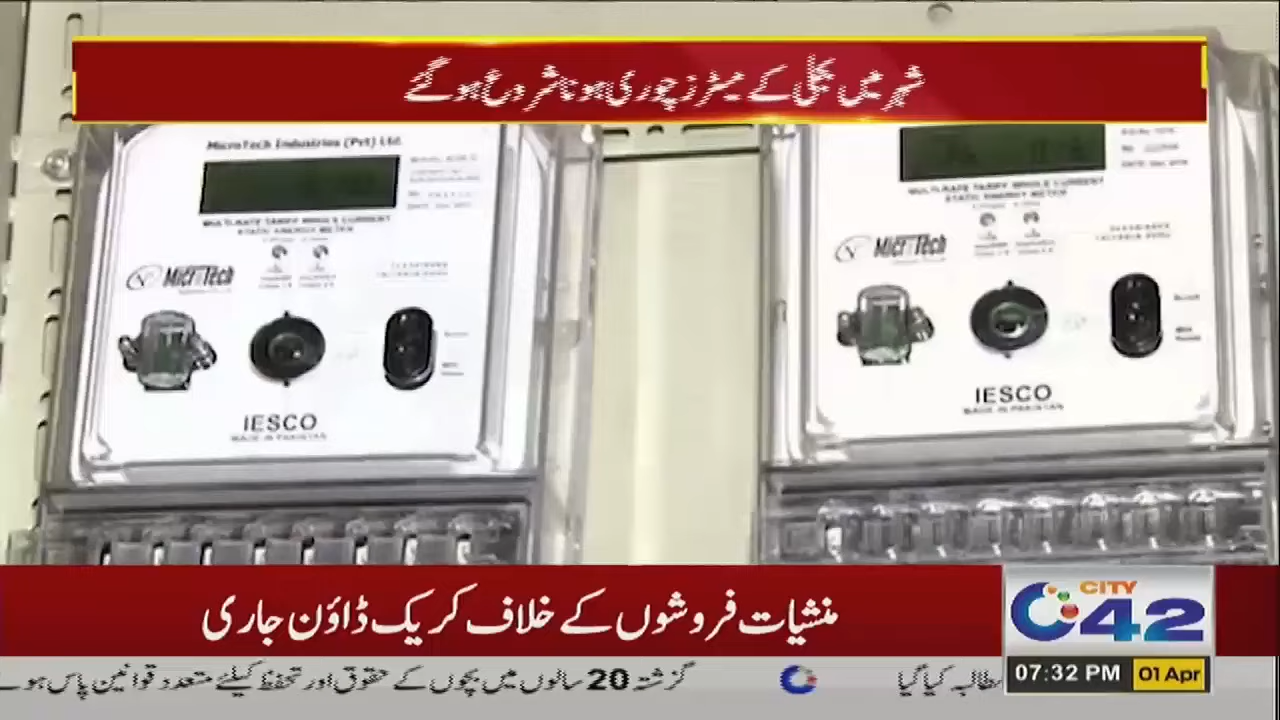 شہر میں بجلی کے میٹرز چوری ہونا شروع ہو گئے
MicroTech Industries (Pvt) Ltd.
MULTI-RATE TARIFF WHOLE CURRENT
STATIC ENERGY METER
MicroTech
IESCO
MADE IN PAKISTAN
MULTI-RATE TARIFF WHOLE CURRENT
STATIC ENERGY METER
MicroTech
IESCO
MADE IN PAKISTAN
منشیات فروشوں کے خلاف کریک ڈاؤن جاری
CITY
42
07:32 PM 01 Apr
مطالبہ کیا گیا
گزشتہ 20 سالوں میں بچوں کے حقوق اور تحفظ کیلئے متعدد قوانین پاس